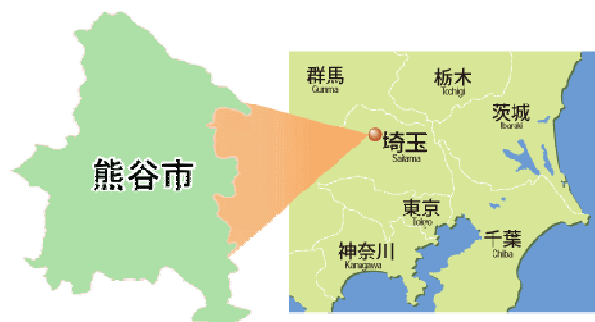 熊谷市
群馬
Gunma
栃木
Tochigi
茨城
Ibaraki
埼玉
Saitama
東京
Tokyo
千葉
Chiba
神奈川
Kanagawa